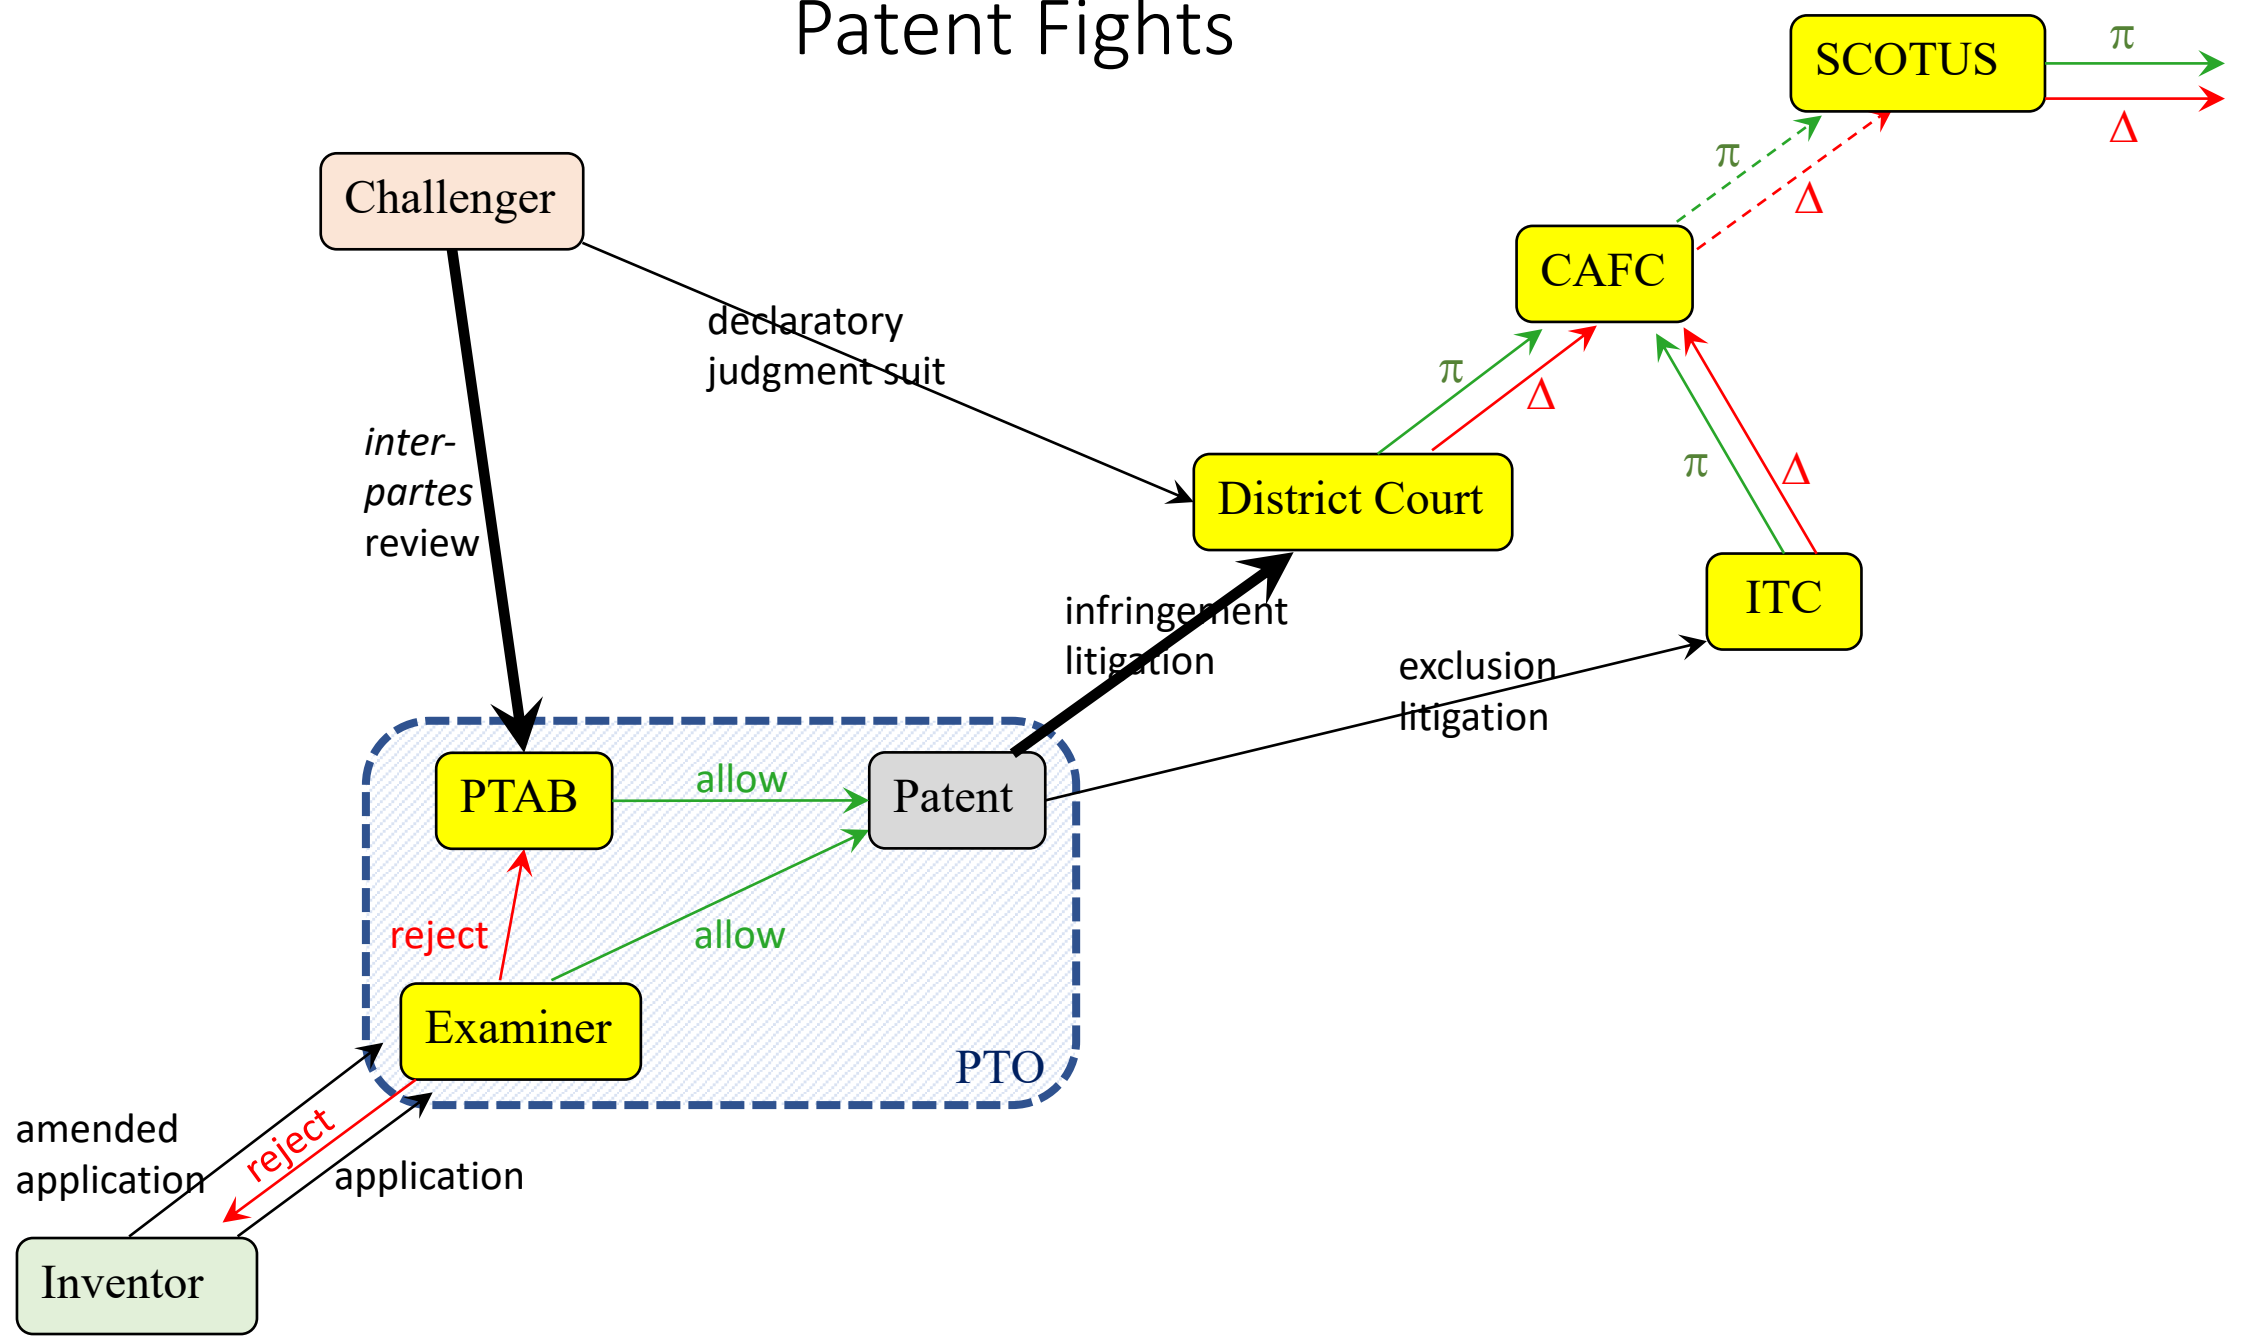 Patent Fights
SCOTUS
π
Δ
π
Δ
Challenger
CAFC
declaratory
judgment suit
π
Δ
inter-
partes
review
π
Δ
District Court
ITC
infringement
litigation
exclusion
litigation
PTAB
allow
Patent
reject
allow
Examiner
PTO
amended
application
reject
application
Inventor